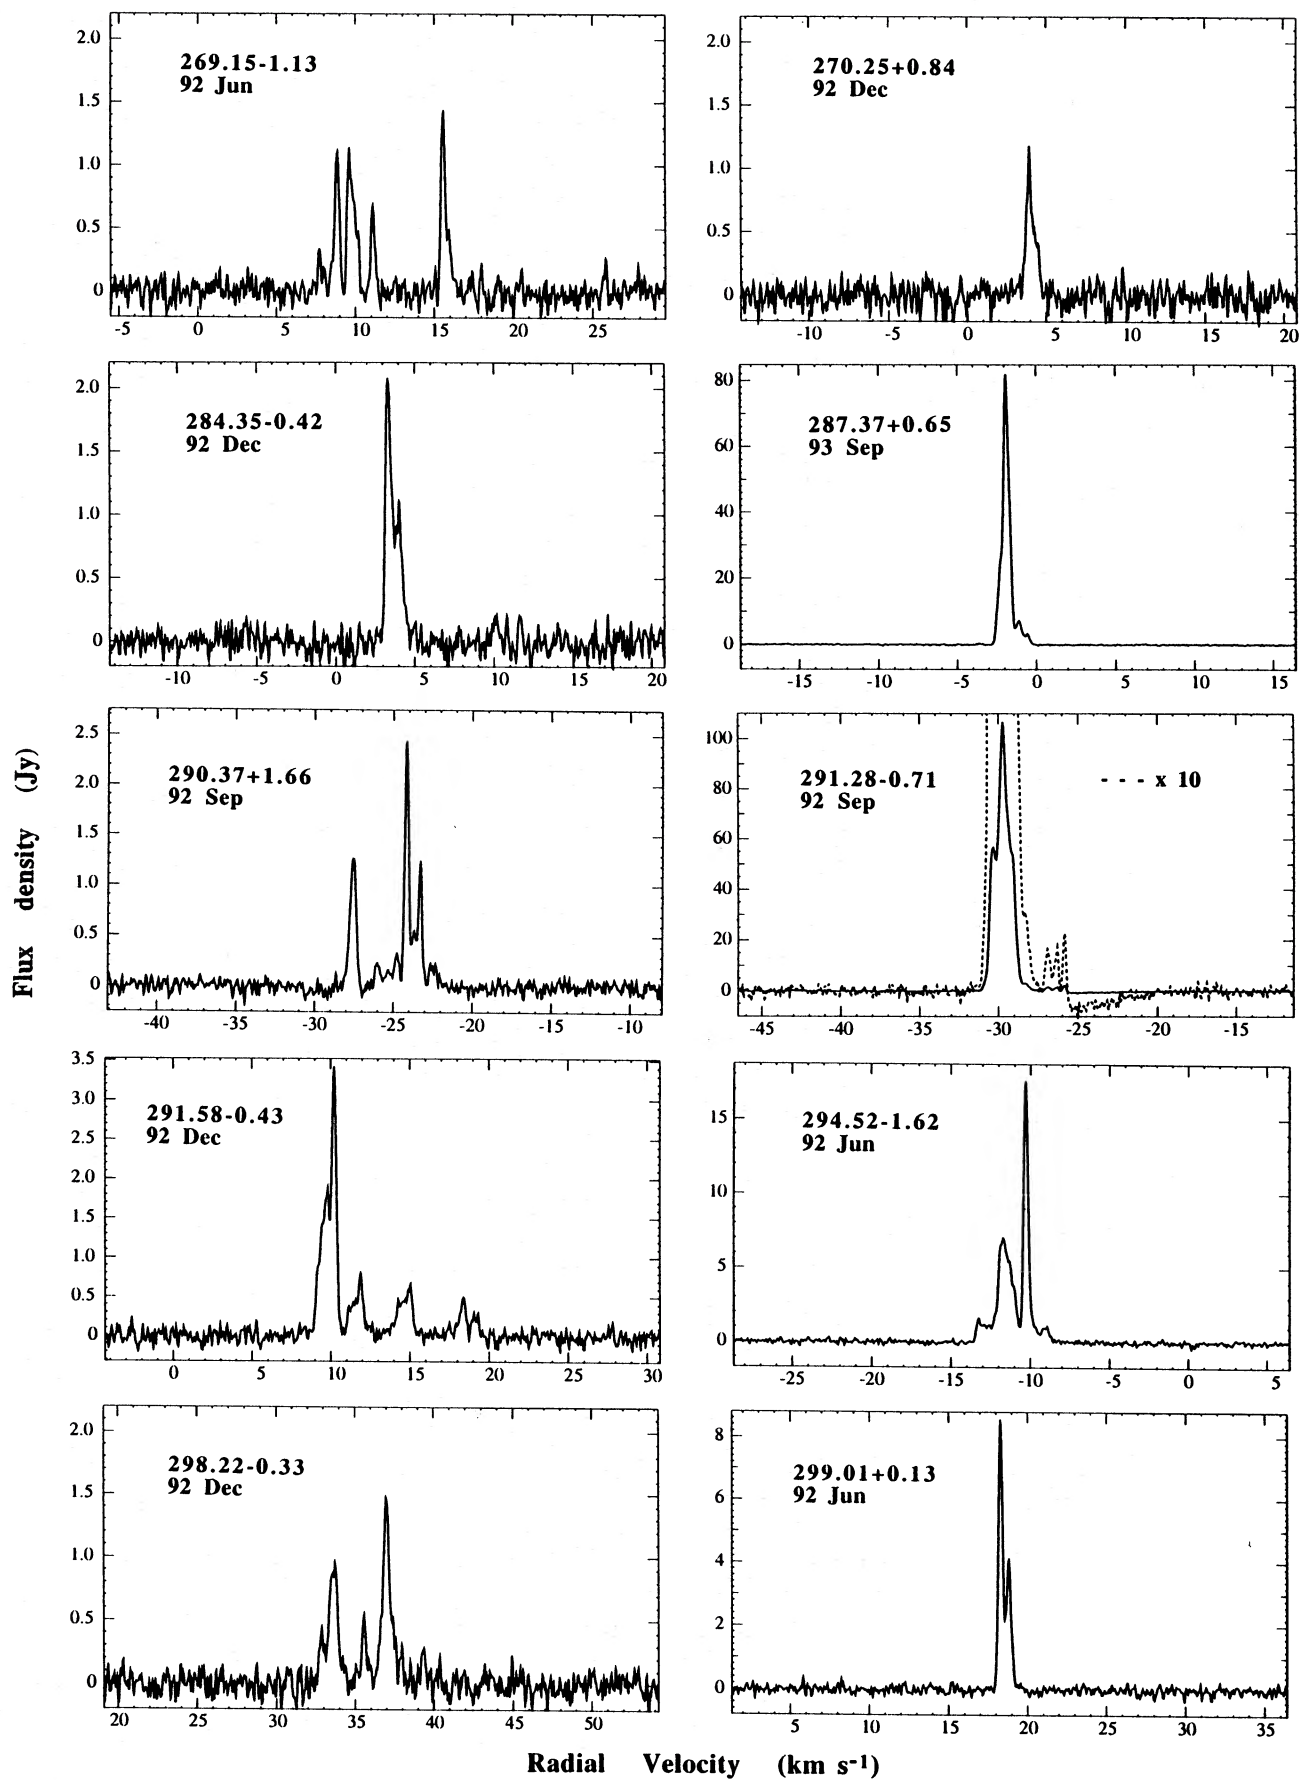 269.15-1.13
92 Jun
2.0
1.5
1.0
0.5
0
-5 0 5 10 15 20 25
270.25+0.84
92 Dec
2.0
1.5
1.0
0.5
0
-10 -5 0 5 10 15 20
284.35-0.42
92 Dec
2.0
1.5
1.0
0.5
0
-10 -5 0 5 10 15 20
287.37+0.65
93 Sep
80
60
40
20
0
-15 -10 -5 0 5 10 15
Flux density (Jy)
290.37+1.66
92 Sep
2.5
2.0
1.5
1.0
0.5
0
-40 -35 -30 -25 -20 -15 -10
291.28-0.71
92 Sep
- - - x 10
100
80
60
40
20
0
-45 -40 -35 -30 -25 -20 -15
291.58-0.43
92 Dec
3.5
3.0
2.5
2.0
1.5
1.0
0.5
0
0 5 10 15 20 25 30
294.52-1.62
92 Jun
15
10
5
0
-25 -20 -15 -10 -5 0 5
298.22-0.33
92 Dec
2.0
1.5
1.0
0.5
0
20 25 30 35 40 45 50
299.01+0.13
92 Jun
8
6
4
2
0
5 10 15 20 25 30 35
Radial Velocity (km s-1)